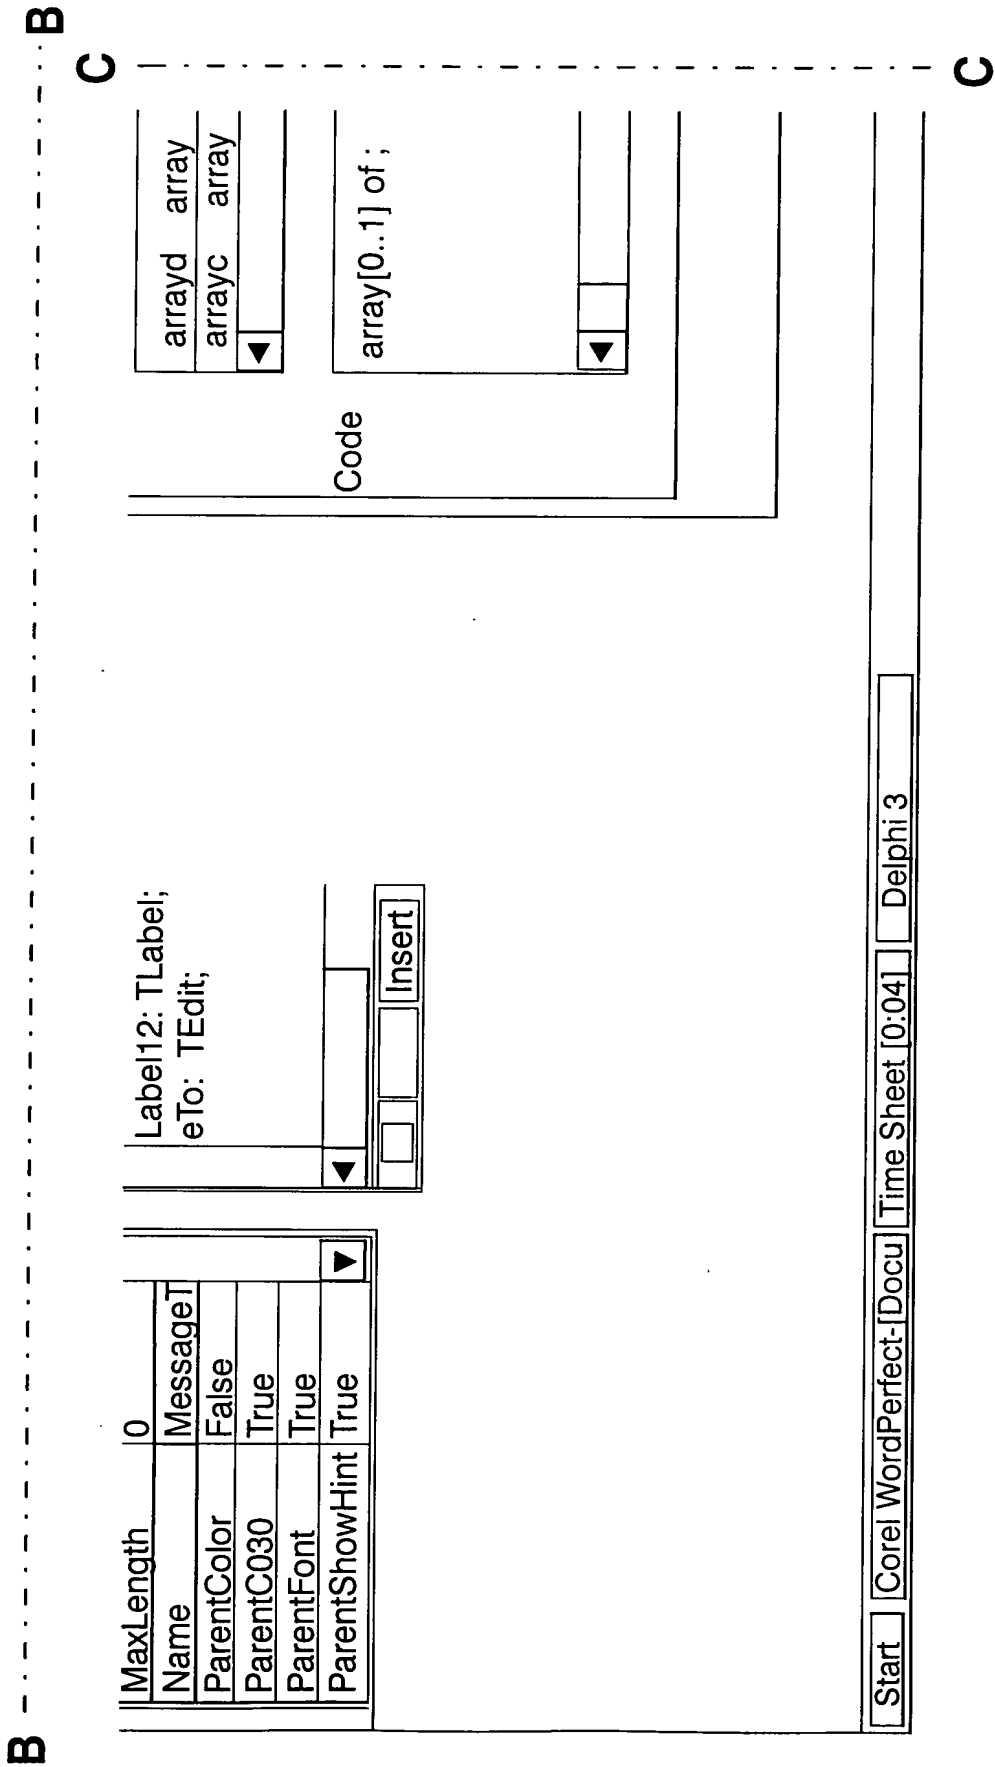 B B
C
MaxLength 0
Name MessageT
ParentColor False
ParentC030 True
ParentFont True
ParentShowHint True
Label12: TLabel;
eTo: TEdit;
Insert
arrayd array
arrayc array
Code
array[0..1] of ;
Start
Corel WordPerfect-[Docu
Time Sheet [0:04]
Delphi 3
C